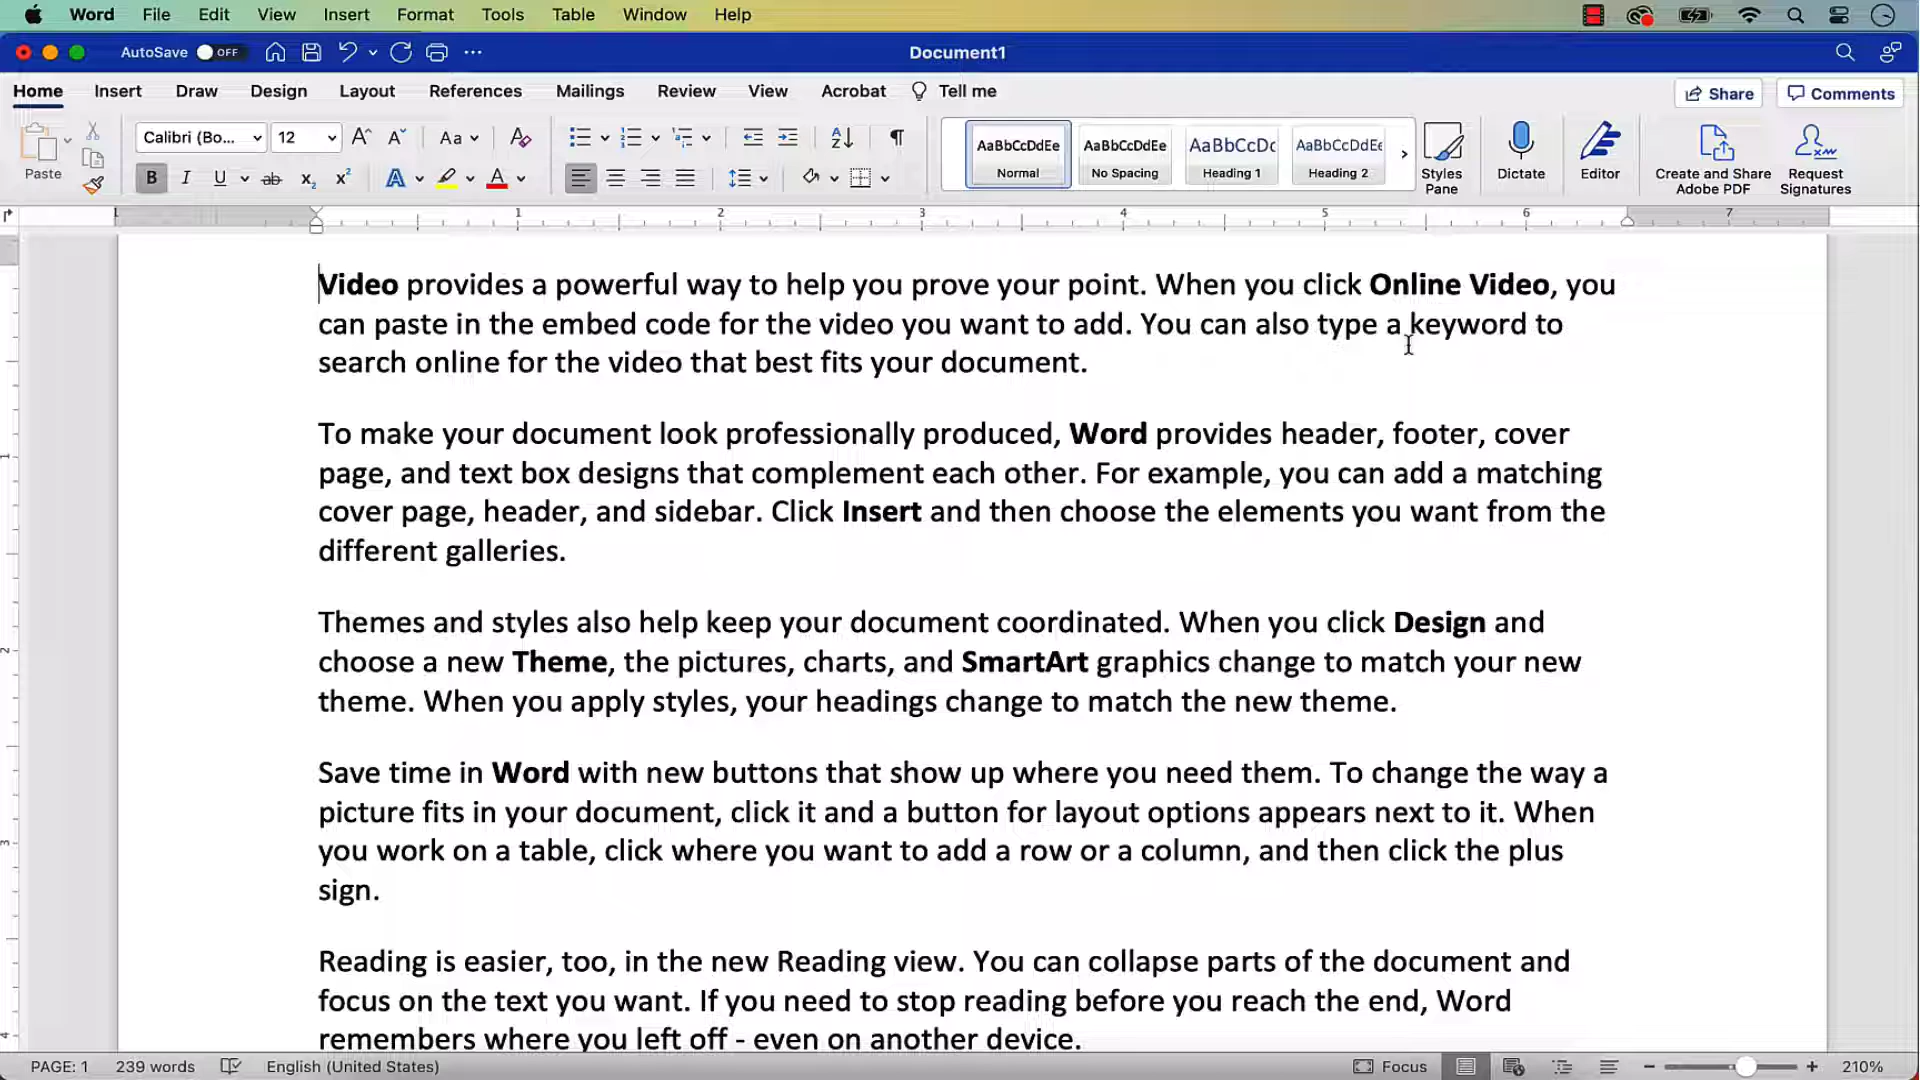 Word File Edit View Insert Format Tools Table Window Help
AutoSave OFF Document1
Home Insert Draw Design Layout References Mailings Review View Acrobat Tell me Share Comments
Paste Calibri (Bo... 12 Aa
AaBbCcDdEe AaBbCcDdEe AaBbCcDc AaBbCcDdEe
Normal No Spacing Heading 1 Heading 2
Styles Pane Dictate Editor Create and Share Adobe PDF Request Signatures
1 1 2 3 4 5 6 7
Video provides a powerful way to help you prove your point. When you click Online Video, you
can paste in the embed code for the video you want to add. You can also type a keyword to
search online for the video that best fits your document.
To make your document look professionally produced, Word provides header, footer, cover
page, and text box designs that complement each other. For example, you can add a matching
cover page, header, and sidebar. Click Insert and then choose the elements you want from the
different galleries.
Themes and styles also help keep your document coordinated. When you click Design and
choose a new Theme, the pictures, charts, and SmartArt graphics change to match your new
theme. When you apply styles, your headings change to match the new theme.
Save time in Word with new buttons that show up where you need them. To change the way a
picture fits in your document, click it and a button for layout options appears next to it. When
you work on a table, click where you want to add a row or a column, and then click the plus
sign.
Reading is easier, too, in the new Reading view. You can collapse parts of the document and
focus on the text you want. If you need to stop reading before you reach the end, Word
remembers where you left off - even on another device.
PAGE: 1 239 words English (United States) Focus 210%